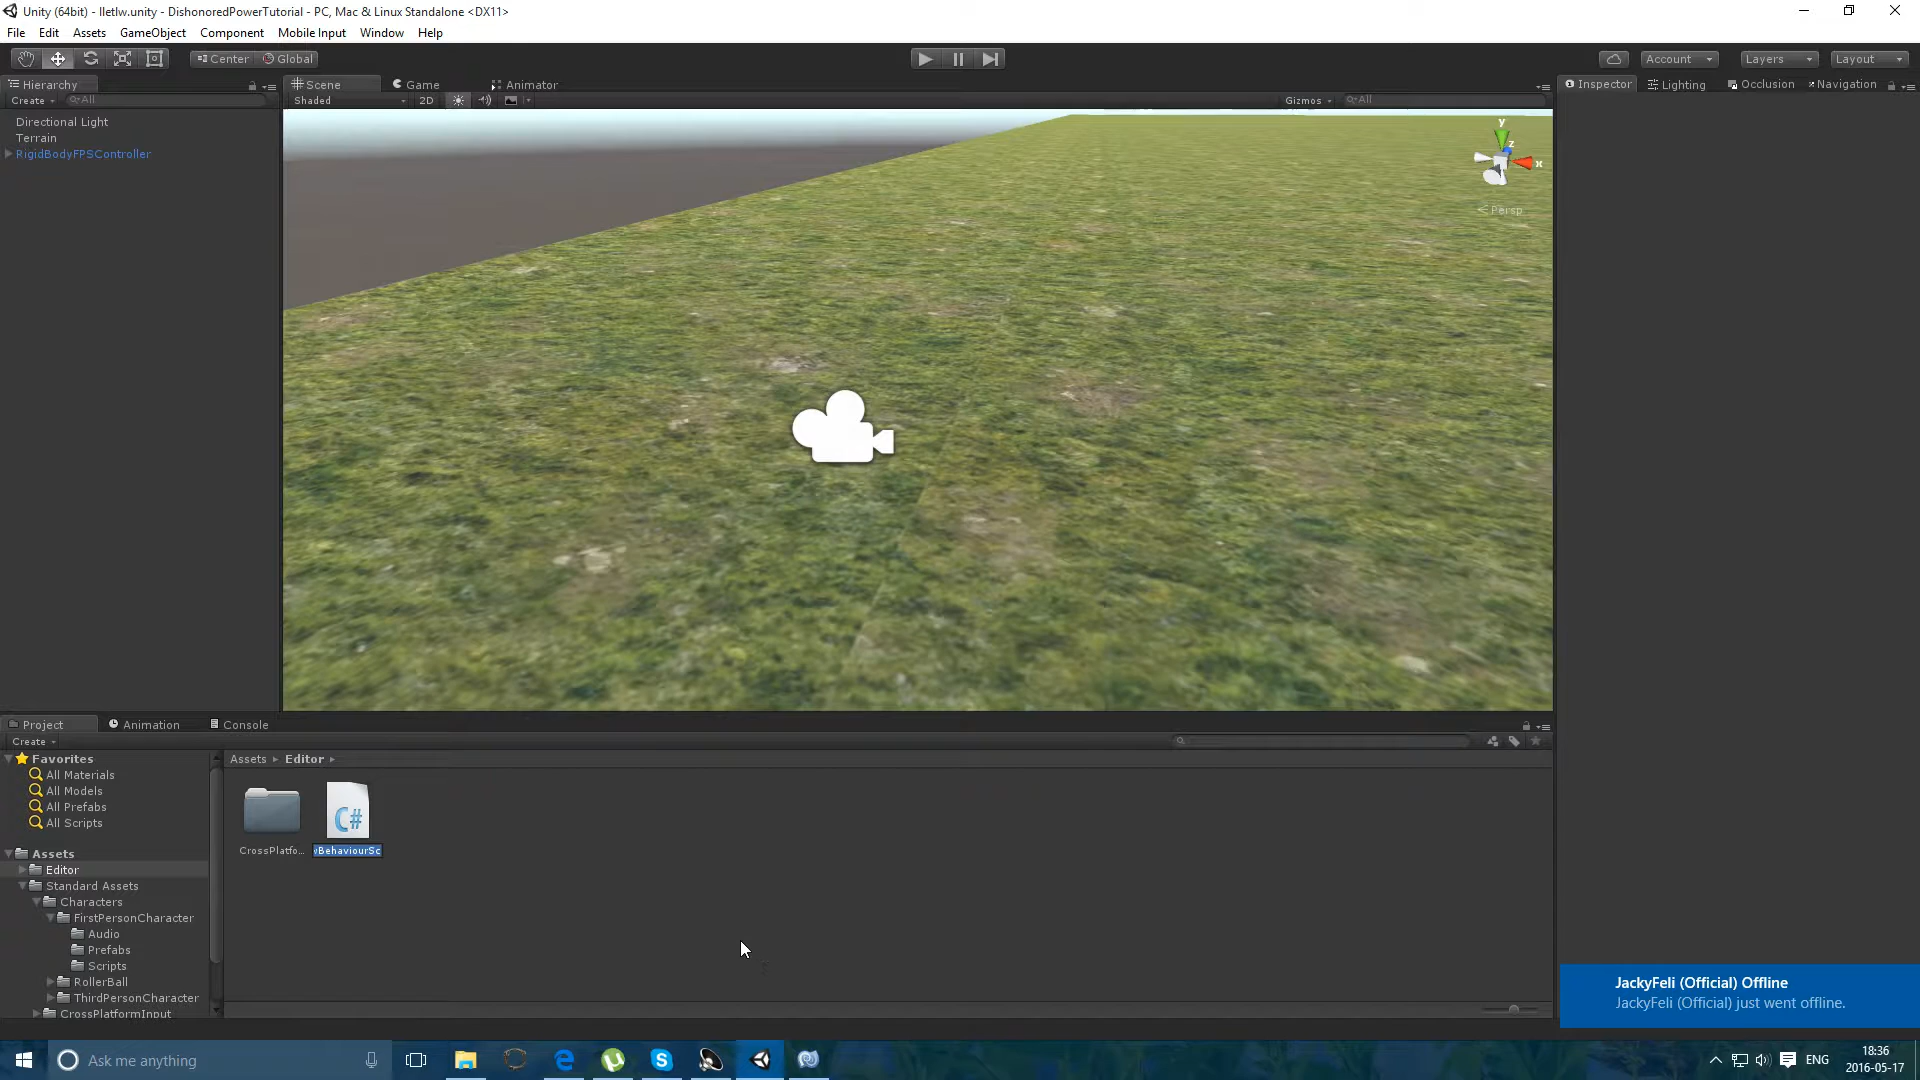 Unity (64bit) - Iletlw.unity - DishonoredPowerTutorial - PC, Mac & Linux Standalone <DX11>
File Edit Assets GameObject Component Mobile Input Window Help
Center Global Account Layers Layout
Hierarchy Scene Game Animator Inspector Lighting Occlusion Navigation
Create All Shaded 2D Gizmos All
Directional Light
Terrain
RigidBodyFPSController
y
z
x
Persp
Project Animation Console
Create
Favorites
All Materials
All Models
All Prefabs
All Scripts
Assets
Editor
Standard Assets
Characters
FirstPersonCharacter
Audio
Prefabs
Scripts
RollerBall
ThirdPersonCharacter
CrossPlatformInput
Assets Editor
C#
CrossPlatfo... vBehaviourSc
JackyFeli (Official) Offline
JackyFeli (Official) just went offline.
Ask me anything
ENG
18:36
2016-05-17